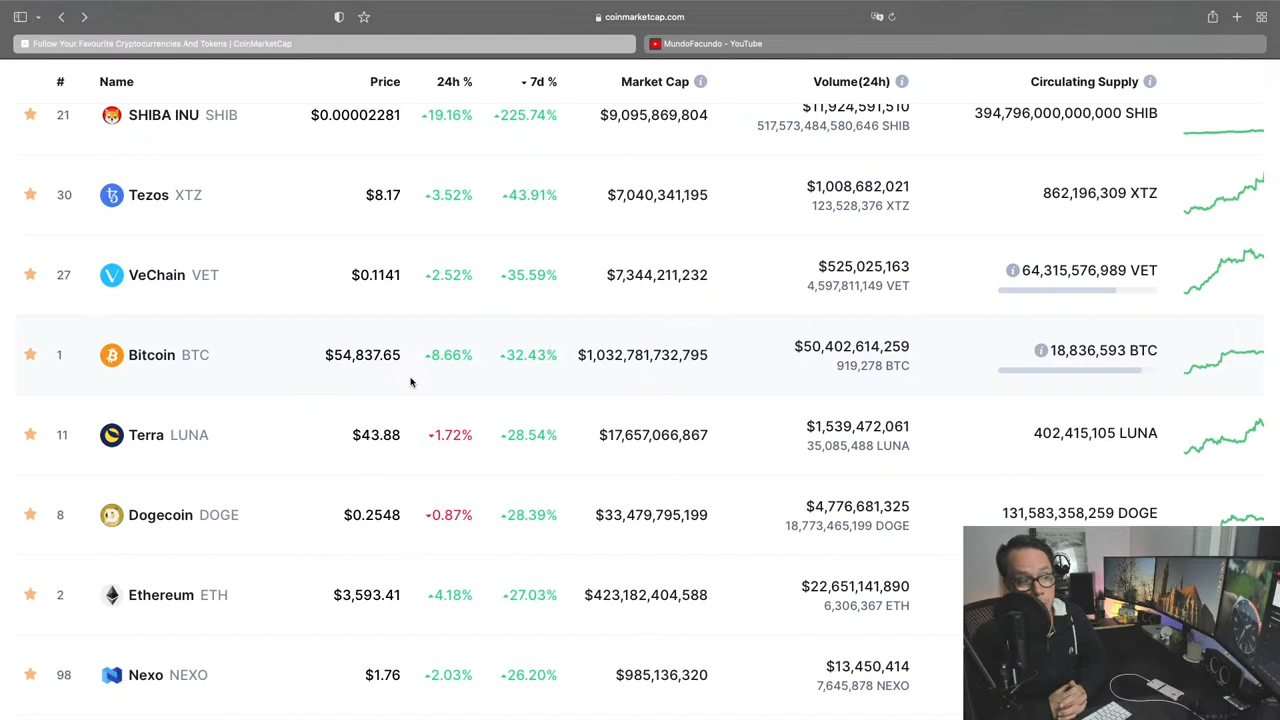 coinmarketcap.com
Follow Your Favourite Cryptocurrencies And Tokens | CoinMarketCap
MundoFacundo - YouTube
# Name Price 24h % 7d % Market Cap Volume(24h) Circulating Supply
21 SHIBA INU SHIB $0.00002281 19.16% 225.74% $9,095,869,804 $11,924,591,510 394,796,000,000,000 SHIB
517,573,484,580,646 SHIB
30 Tezos XTZ $8.17 3.52% 43.91% $7,040,341,195 $1,008,682,021 862,196,309 XTZ
123,528,376 XTZ
27 VeChain VET $0.1141 2.52% 35.59% $7,344,211,232 $525,025,163 64,315,576,989 VET
4,597,811,149 VET
1 Bitcoin BTC $54,837.65 8.66% 32.43% $1,032,781,732,795 $50,402,614,259 18,836,593 BTC
919,278 BTC
11 Terra LUNA $43.88 1.72% 28.54% $17,657,066,867 $1,539,472,061 402,415,105 LUNA
35,085,488 LUNA
8 Dogecoin DOGE $0.2548 0.87% 28.39% $33,479,795,199 $4,776,681,325 131,583,358,259 DOGE
18,773,465,199 DOGE
2 Ethereum ETH $3,593.41 4.18% 27.03% $423,182,404,588 $22,651,141,890
6,306,367 ETH
98 Nexo NEXO $1.76 2.03% 26.20% $985,136,320 $13,450,414
7,645,878 NEXO